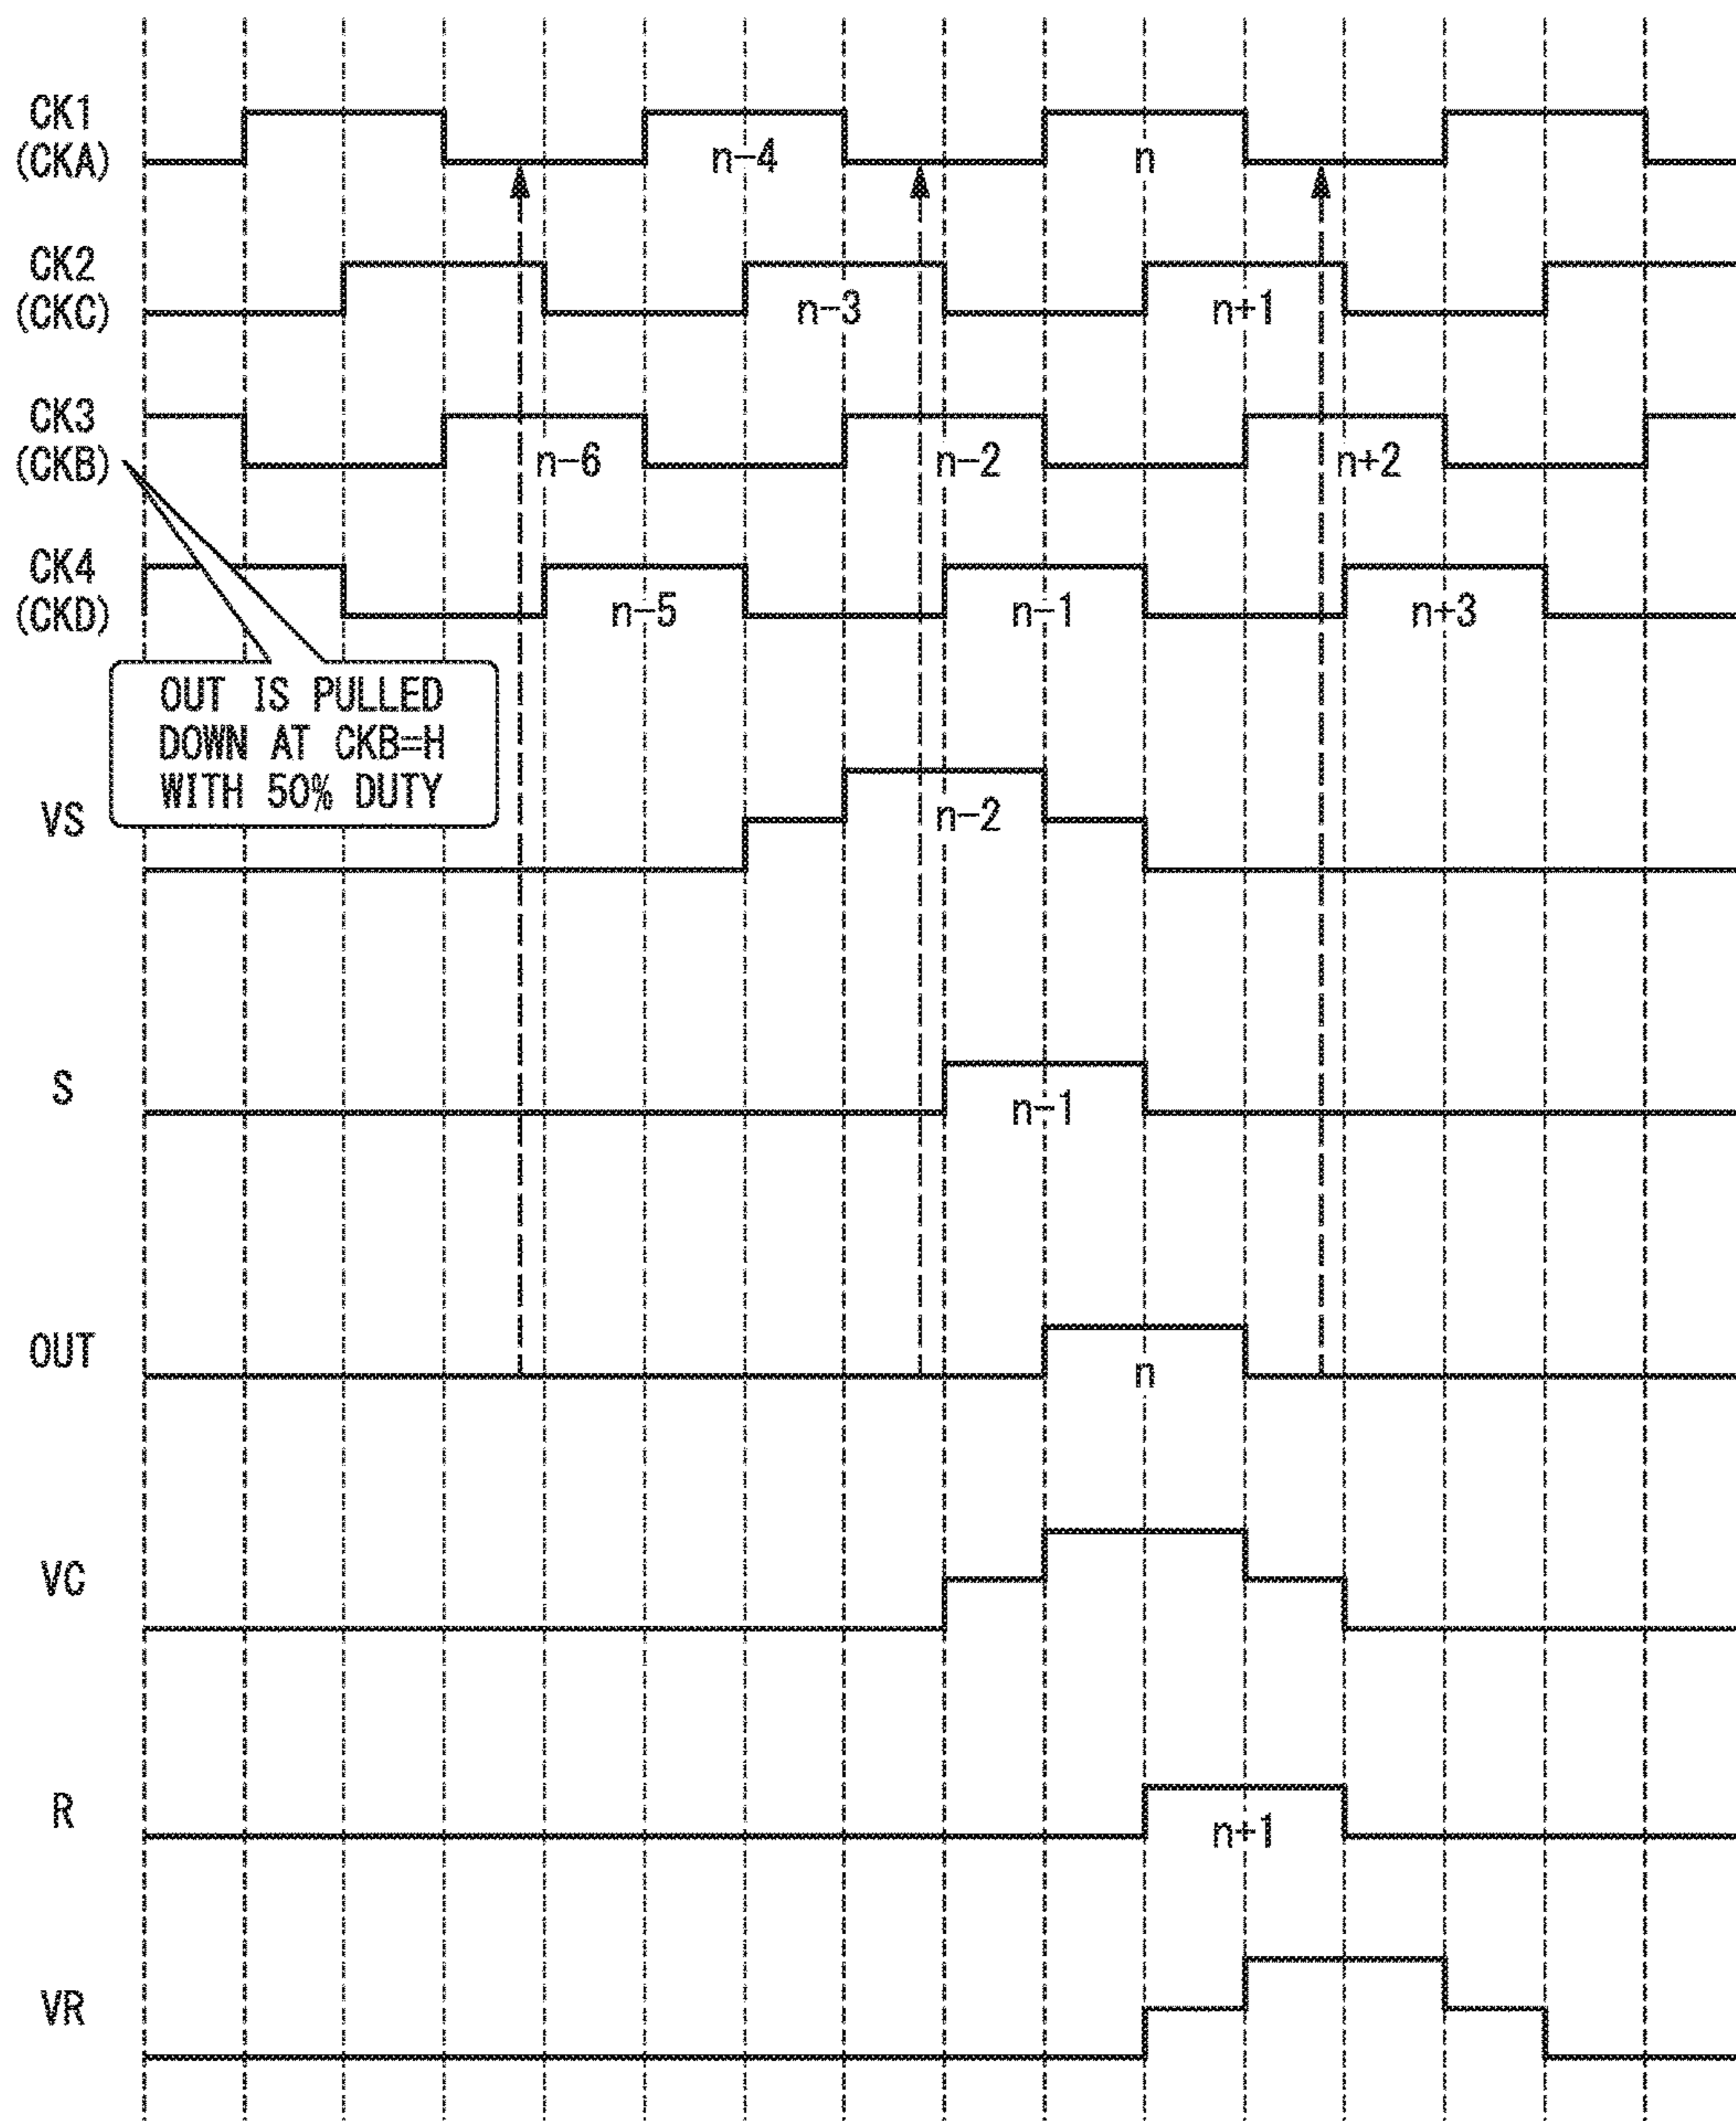 CK1
(CKA)
n-4
n
CK2
(CKC)
n-3
n+1
CK3
(CKB)
n-6
n-2
n+2
CK4
(CKD)
n-5
n-1
n+3
OUT IS PULLED
DOWN AT CKB=H
WITH 50% DUTY
VS
n-2
S
n-1
OUT
n
VC
R
n+1
VR